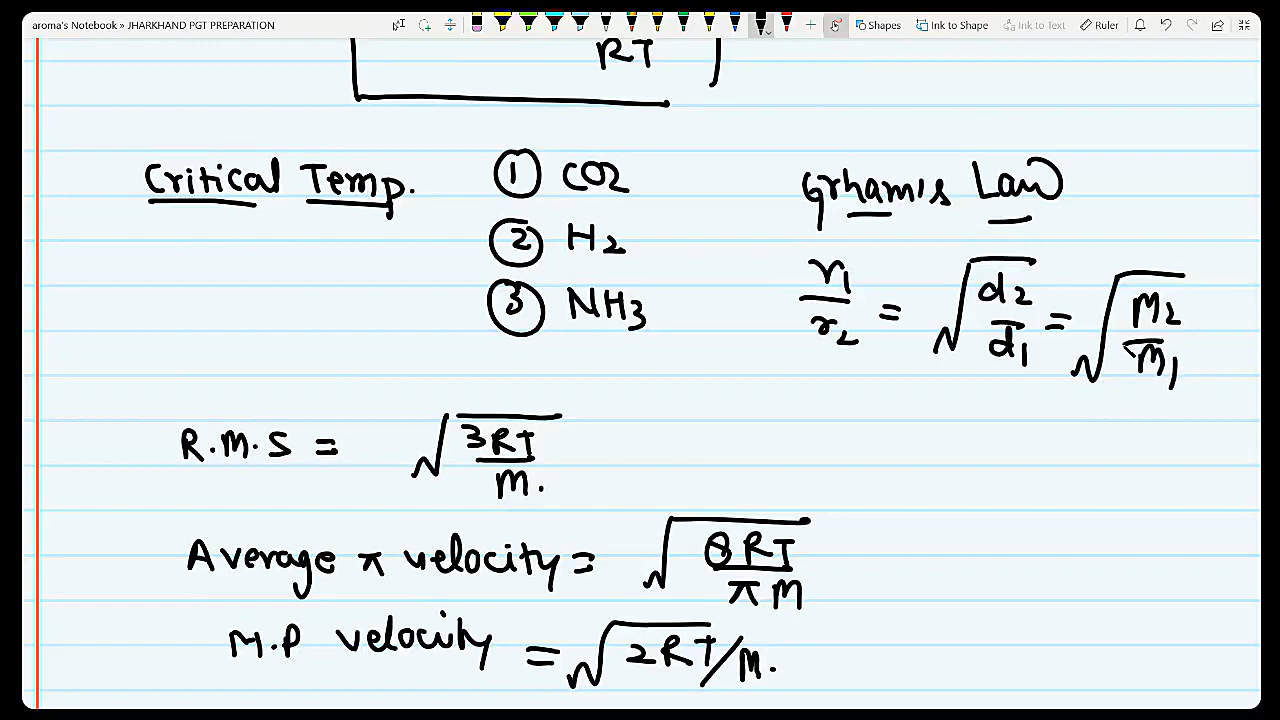 aroma's Notebook » JHARKHAND PGT PREPARATION
Shapes
Ink to Shape
Ink to Text
Ruler
RT
Critical Temp.
① CO2
② H2
③ NH3
Grham's Law
r1/r2 = √d2/d1 = √M2/M1
R.M.S = √3RT/M.
Average π velocity = √8RT/πM
M.P velocity = √2RT/M.